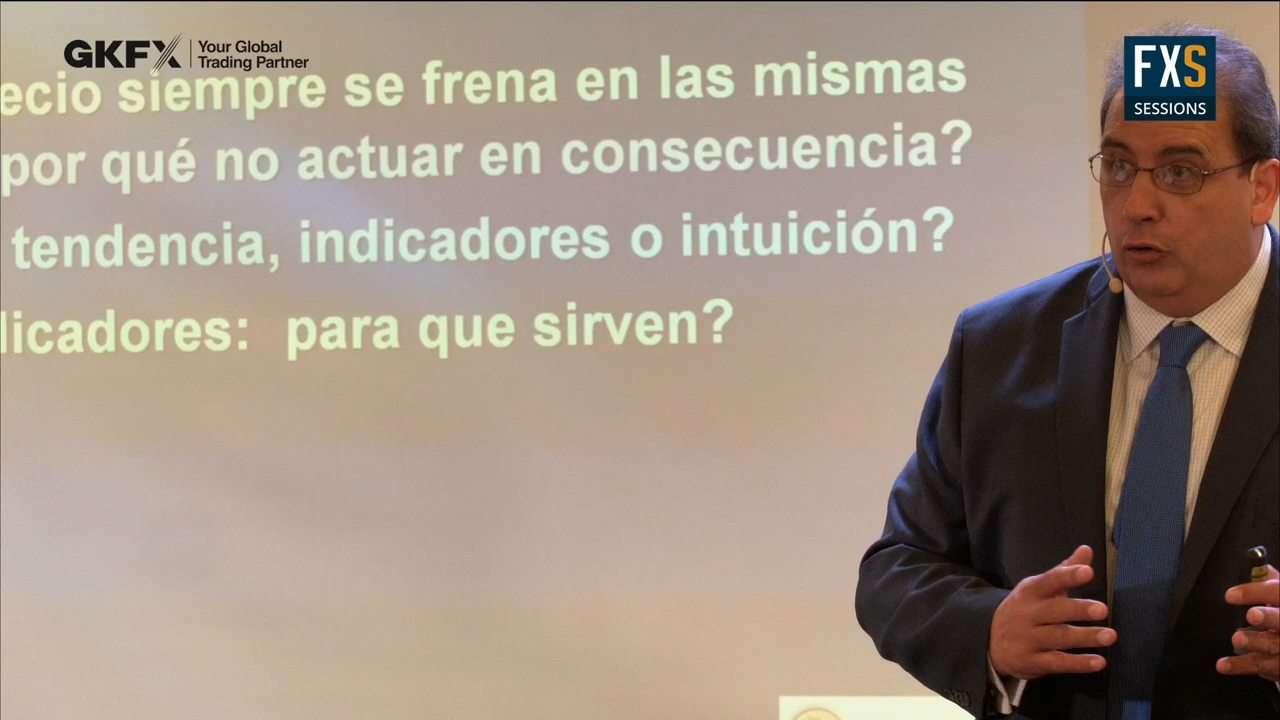 GKFX
Your Global
Trading Partner
FXS
SESSIONS
ecio siempre se frena en las mismas
por qué no actuar en consecuencia?
tendencia, indicadores o intuición?
dicadores: para que sirven?